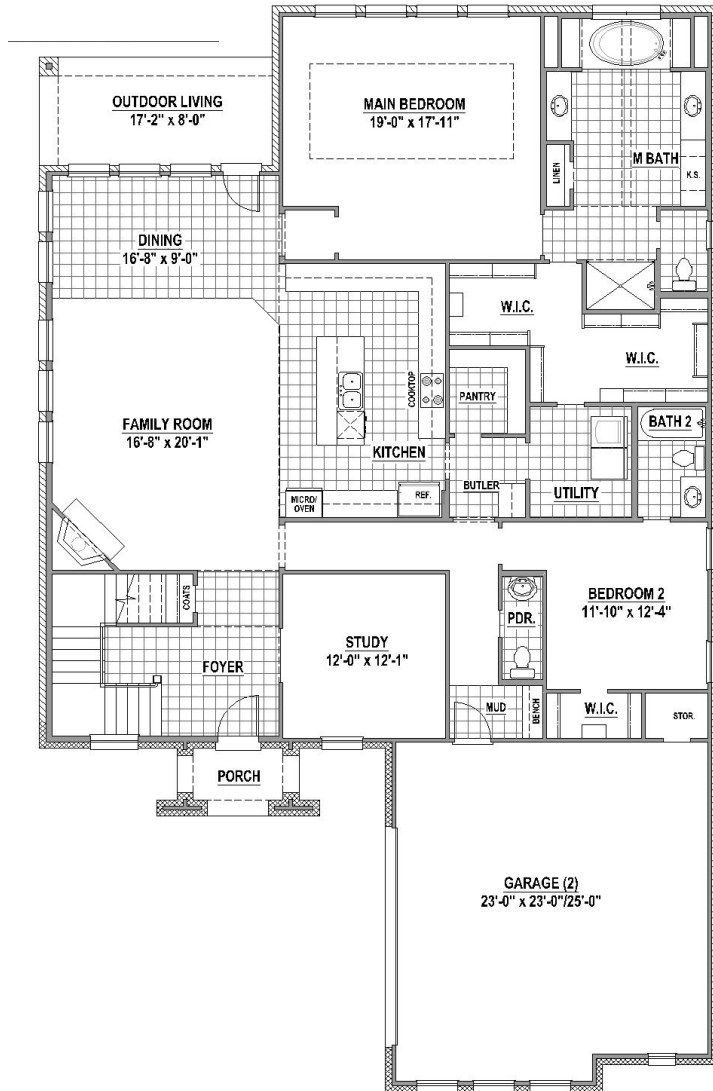 OUTDOOR LIVING
17'-2" x 8'-0"
MAIN BEDROOM
19'-0" x 17'-11"
M BATH
LINEN
K.S.
DINING
16'-8" x 9'-0"
W.I.C.
W.I.C.
COOKTOP
PANTRY
FAMILY ROOM
16'-8" x 20'-1"
KITCHEN
BATH 2
MICRO/
OVEN
REF.
BUTLER
UTILITY
COATS
BEDROOM 2
11'-10" x 12'-4"
STUDY
12'-0" x 12'-1"
PDR.
FOYER
MUD
BENCH
W.I.C.
STOR.
PORCH
GARAGE (2)
23'-0" x 23'-0"/25'-0"